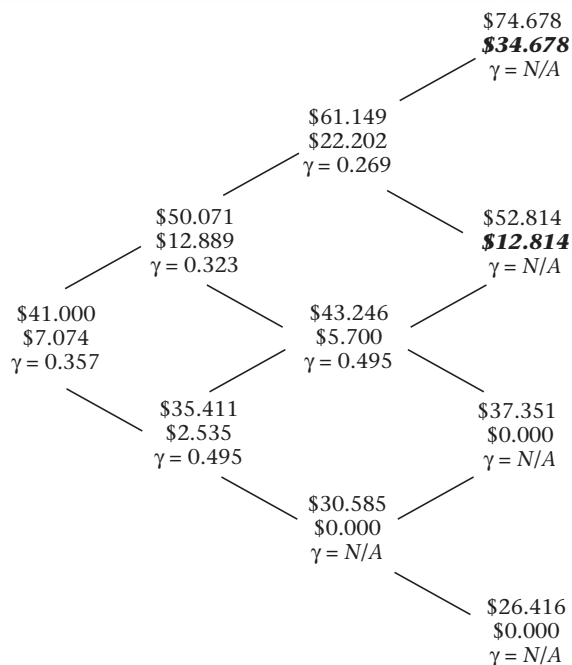 $74.678
$34.678
γ = N/A
$61.149
$22.202
γ = 0.269
$50.071
$12.889
γ = 0.323
$52.814
$12.814
γ = N/A
$41.000
$7.074
γ = 0.357
$43.246
$5.700
γ = 0.495
$35.411
$2.535
γ = 0.495
$37.351
$0.000
γ = N/A
$30.585
$0.000
γ = N/A
$26.416
$0.000
γ = N/A